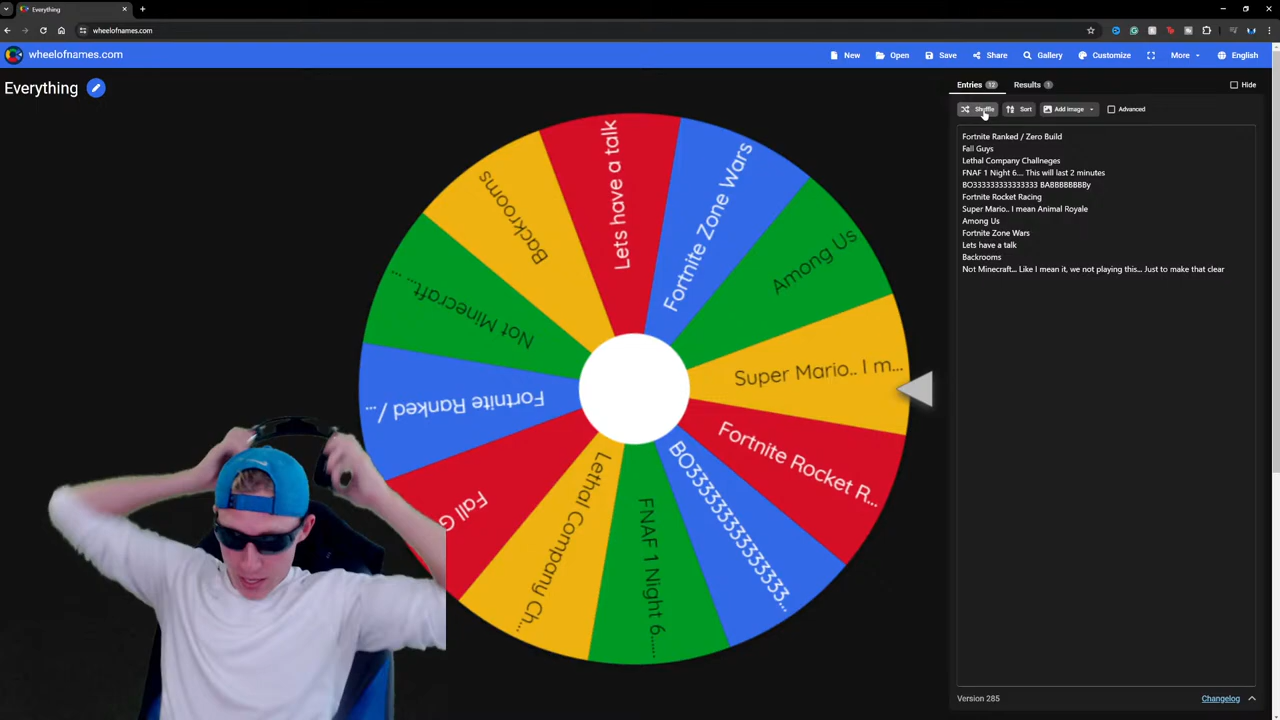 Everything
wheelofnames.com
wheelofnames.com
New
Open
Save
Share
Gallery
Customize
More
English
Everything
Entries 12
Results 1
Hide
Shuffle
Sort
Add image
Advanced
Fortnite Ranked / Zero Build
Fall Guys
Lethal Company Challneges
FNAF 1 Night 6.... This will last 2 minutes
BO33333333333333 BABBBBBBBy
Fortnite Rocket Racing
Super Mario.. I mean Animal Royale
Among Us
Fortnite Zone Wars
Lets have a talk
Backrooms
Not Minecraft... Like I mean it, we not playing this... Just to make that clear
Lets have a talk
Fortnite Zone Wars
Among Us
Super Mario.. I m...
Fortnite Rocket R...
BO33333333333333...
FNAF 1 Night 6......
Lethal Company Ch...
Fall G
Fortnite Ranked / ...
Not Minecraft... ...
Backrooms
Version 285
Changelog